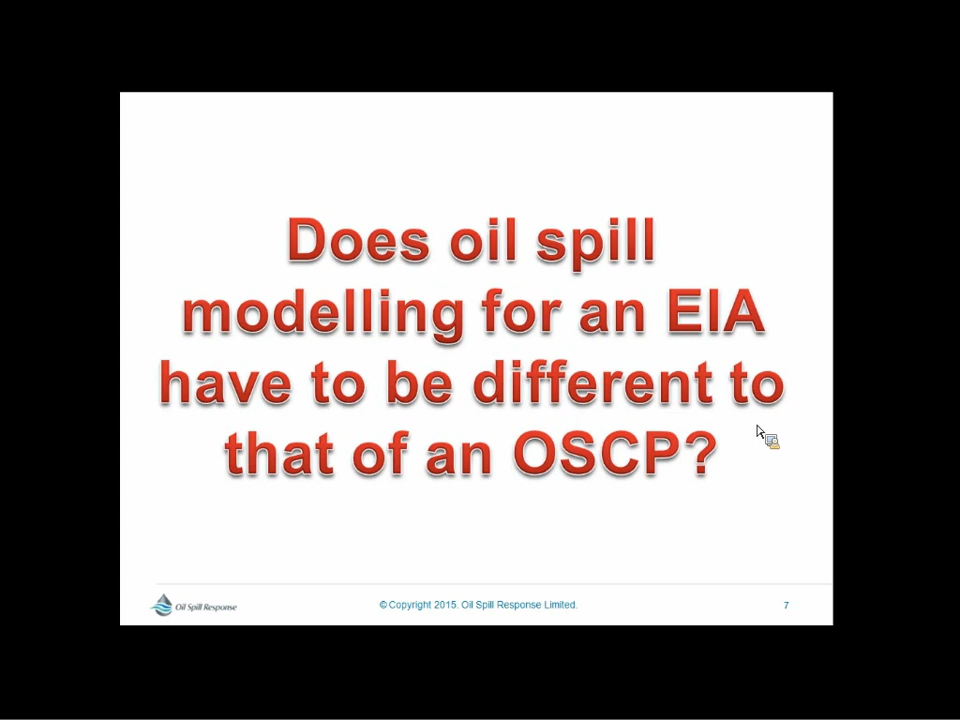 Does oil spill
modelling for an EIA
have to be different to
that of an OSCP?
Oil Spill Response
© Copyright 2015. Oil Spill Response Limited.
7